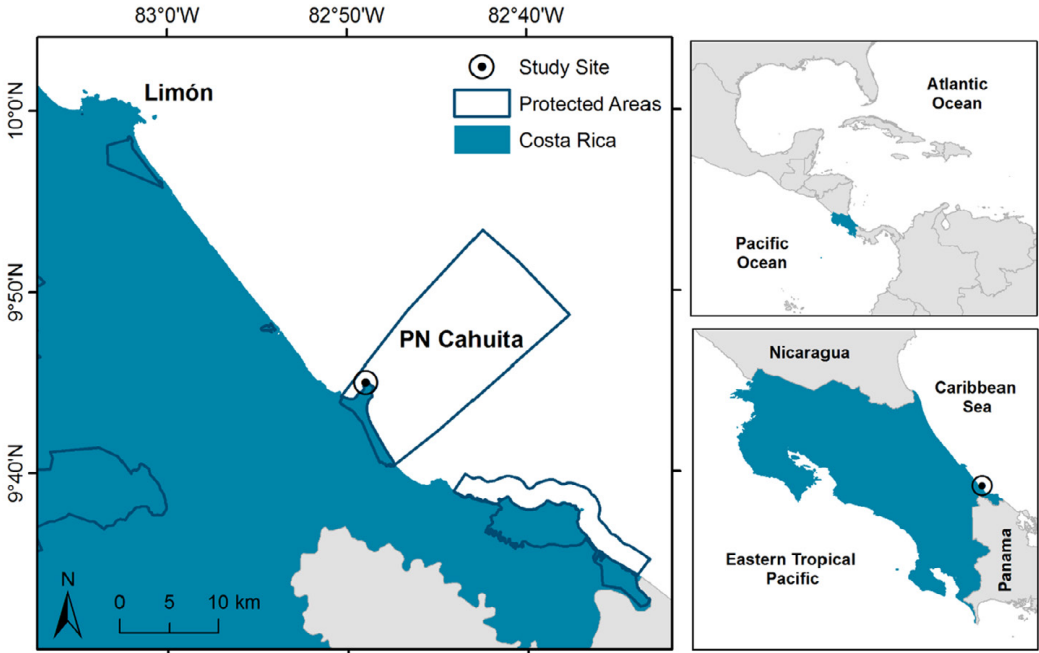 83°0'W
82°50'W
82°40'W
10°0'N
9°50'N
9°40'N
Limón
Study Site
Protected Areas
Costa Rica
PN Cahuita
N
0 5 10 km
Atlantic
Ocean
Pacific
Ocean
Nicaragua
Caribbean
Sea
Eastern Tropical
Pacific
Panama